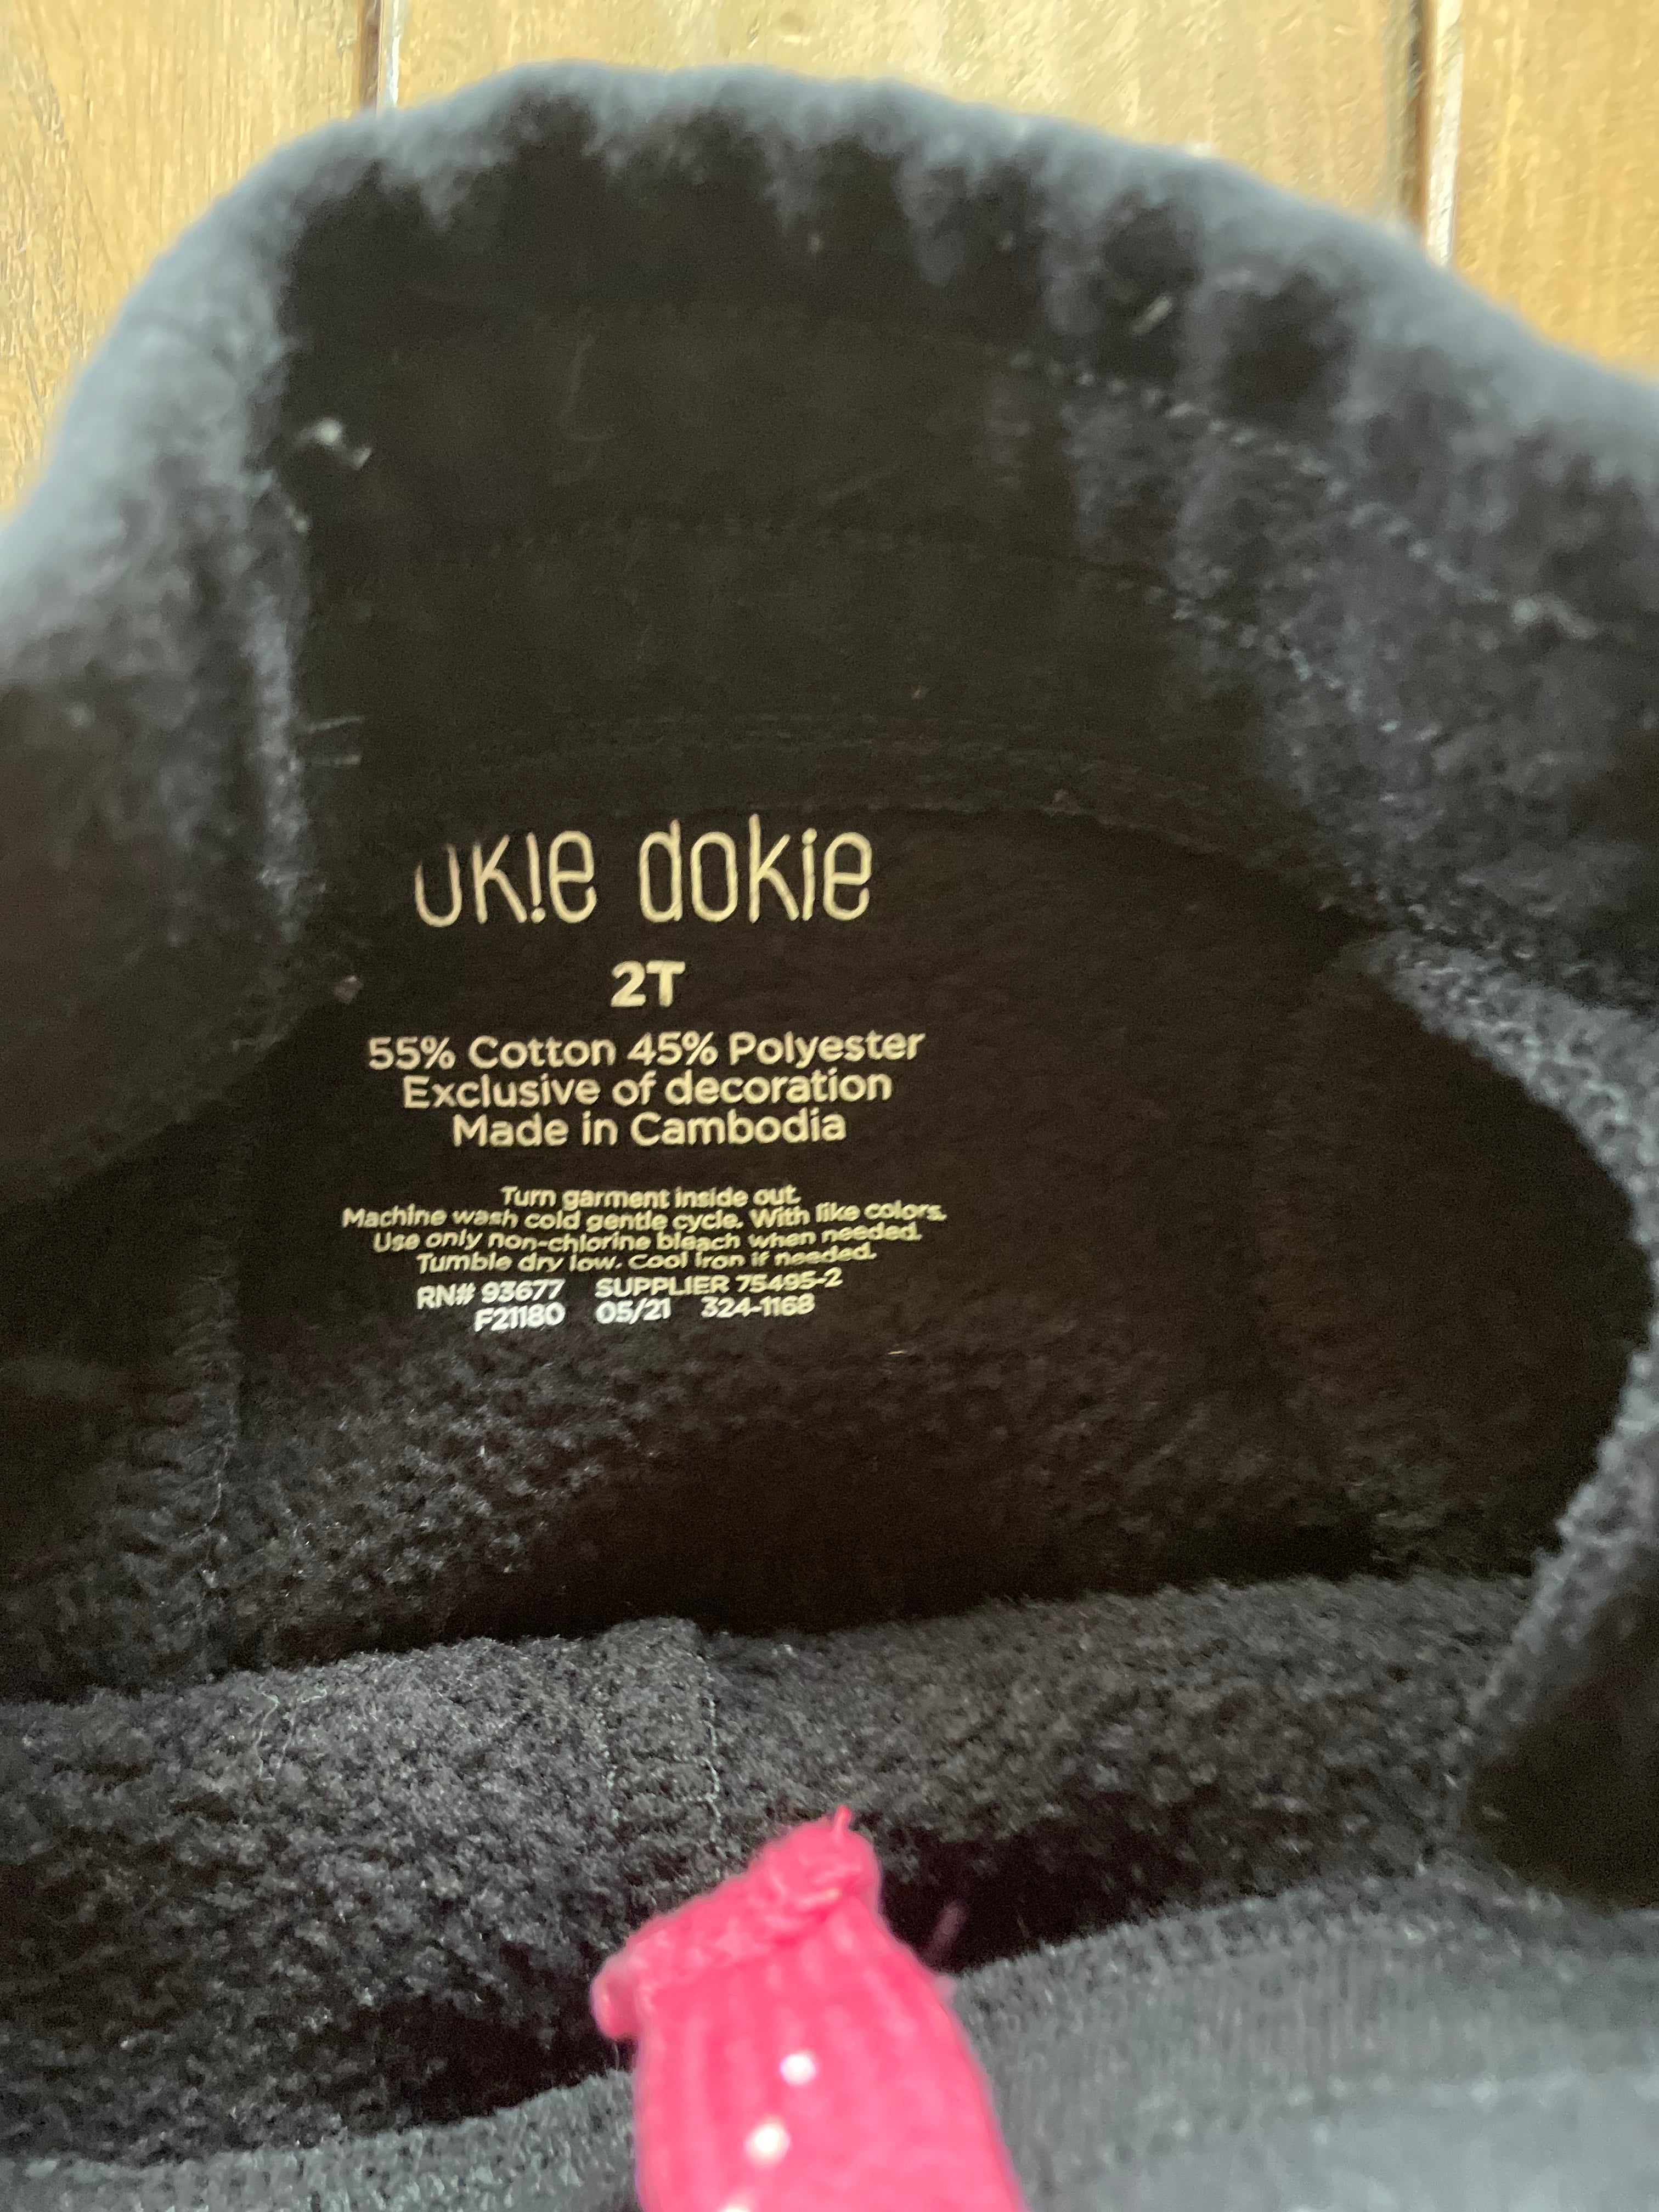 okie dokie
2T
55% Cotton 45% Polyester
Exclusive of decoration
Made in Cambodia
Turn garment inside out.
Machine wash cold gentle cycle. With like colors.
Use only non-chlorine bleach when needed.
Tumble dry low. Cool iron if needed.
RN# 93677 SUPPLIER 75495-2
F21180 05/21 324-1168